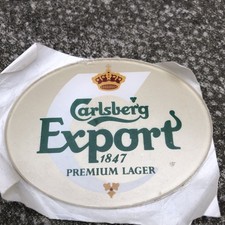 Carlsberg
Export
1847
PREMIUM LAGER